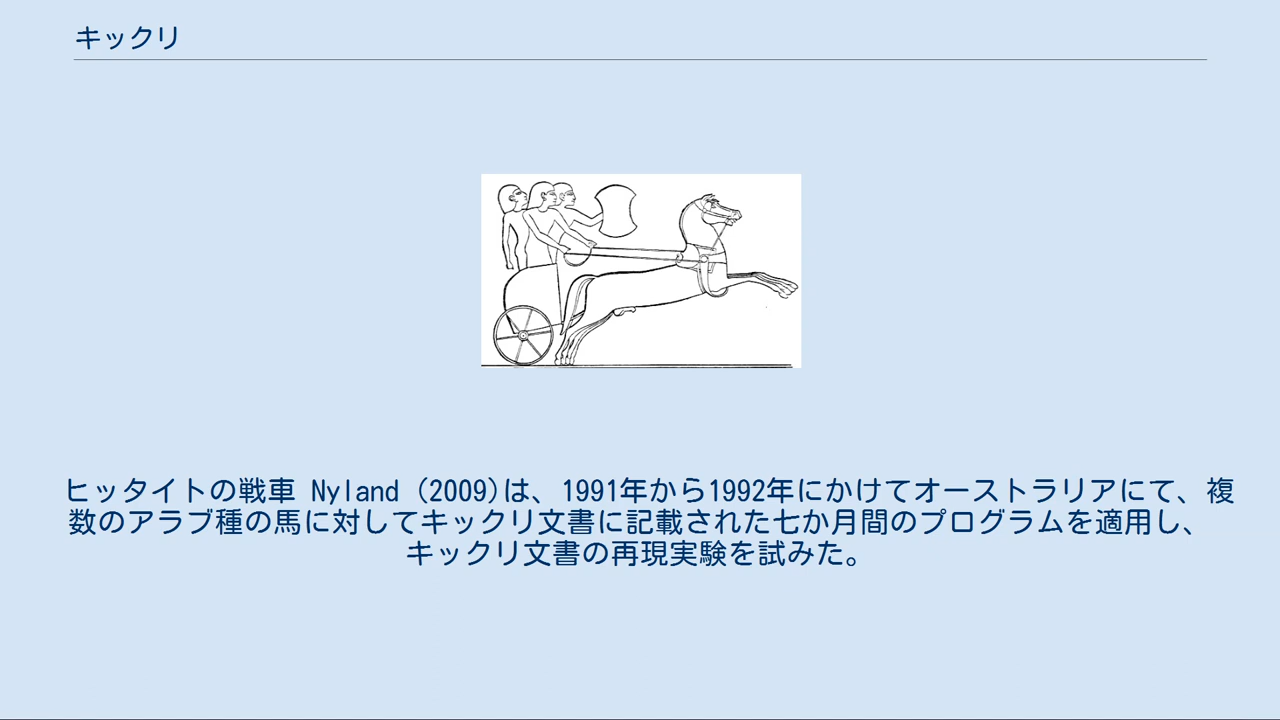 キックリ
ヒッタイトの戦車 Nyland (2009)は、1991年から1992年にかけてオーストラリアにて、複
数のアラブ種の馬に対してキックリ文書に記載された七か月間のプログラムを適用し、
キックリ文書の再現実験を試みた。